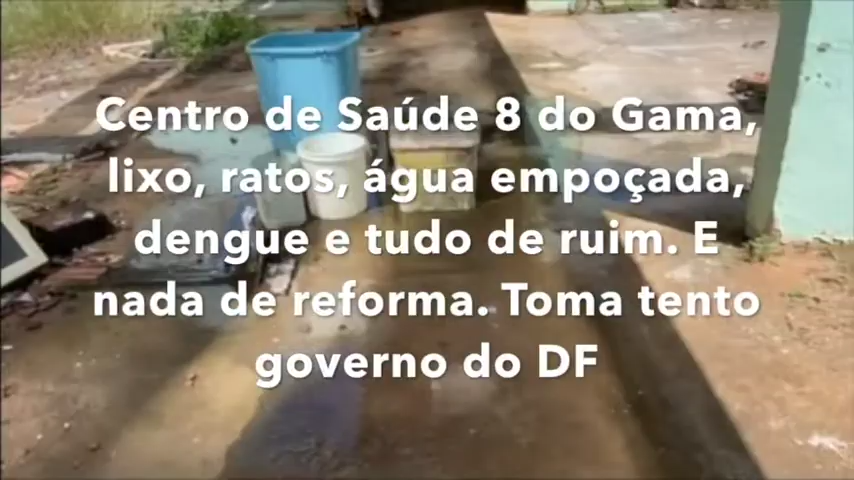 Centro de Saúde 8 do Gama,
lixo, ratos, água empoçada,
dengue e tudo de ruim. E
nada de reforma. Toma tento
governo do DF